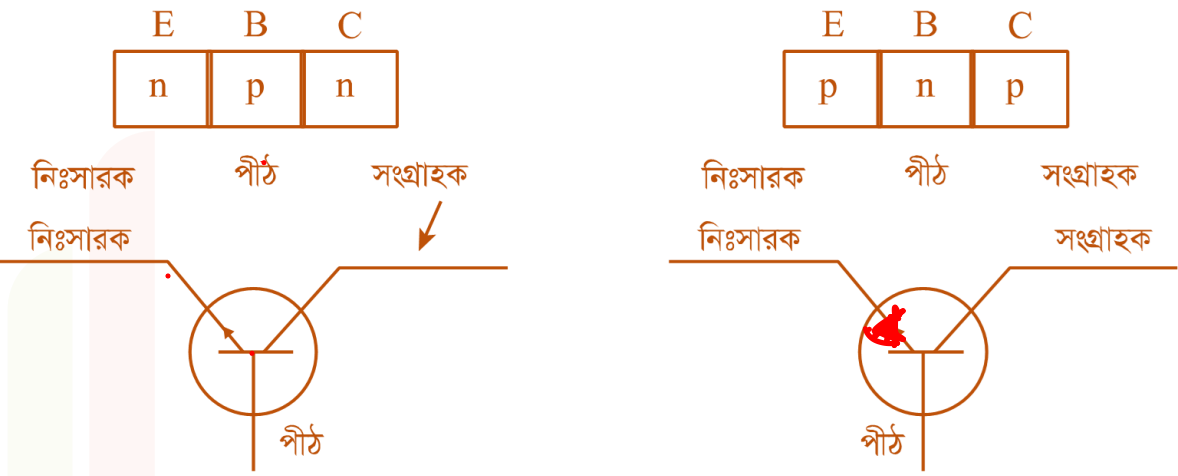 E B C
n p n
নিঃসারক পীঠ সংগ্রাহক
নিঃসারক
পীঠ
E B C
p n p
নিঃসারক পীঠ সংগ্রাহক
নিঃসারক সংগ্রাহক
পীঠ